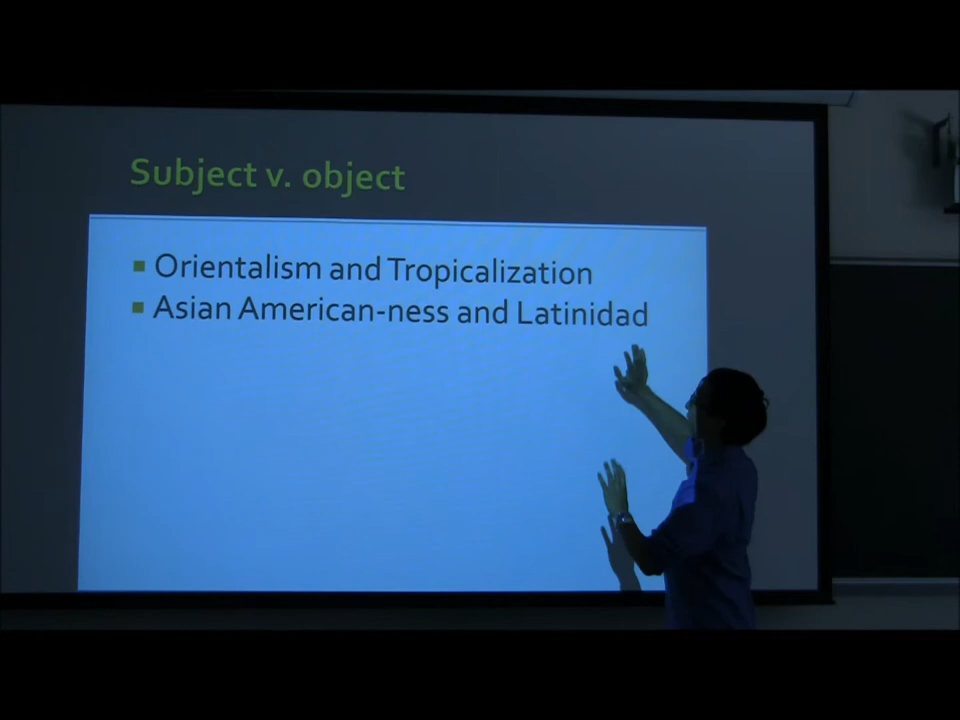 Subject v. object
Orientalism and Tropicalization
Asian American-ness and Latinidad